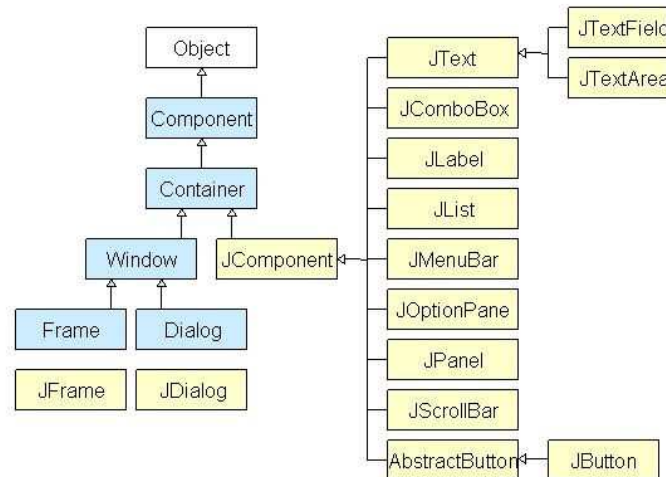 Object
Component
Container
Window
JComponent
Frame
Dialog
JFrame
JDialog
JText
JComboBox
JLabel
JList
JMenuBar
JOptionPane
JPanel
JScrollBar
AbstractButton
JTextField
JTextArea
JButton